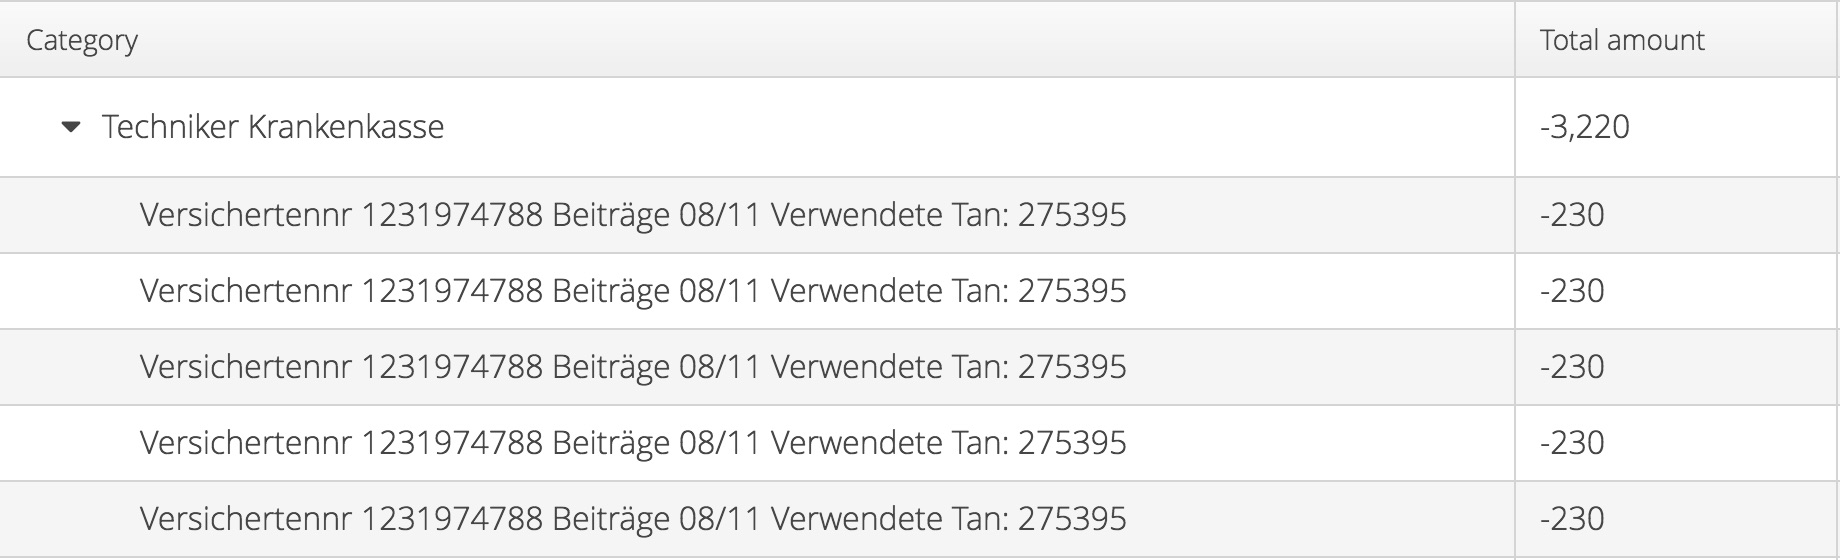 Category Total amount
Techniker Krankenkasse -3,220
Versichertennr 1231974788 Beiträge 08/11 Verwendete Tan: 275395 -230
Versichertennr 1231974788 Beiträge 08/11 Verwendete Tan: 275395 -230
Versichertennr 1231974788 Beiträge 08/11 Verwendete Tan: 275395 -230
Versichertennr 1231974788 Beiträge 08/11 Verwendete Tan: 275395 -230
Versichertennr 1231974788 Beiträge 08/11 Verwendete Tan: 275395 -230